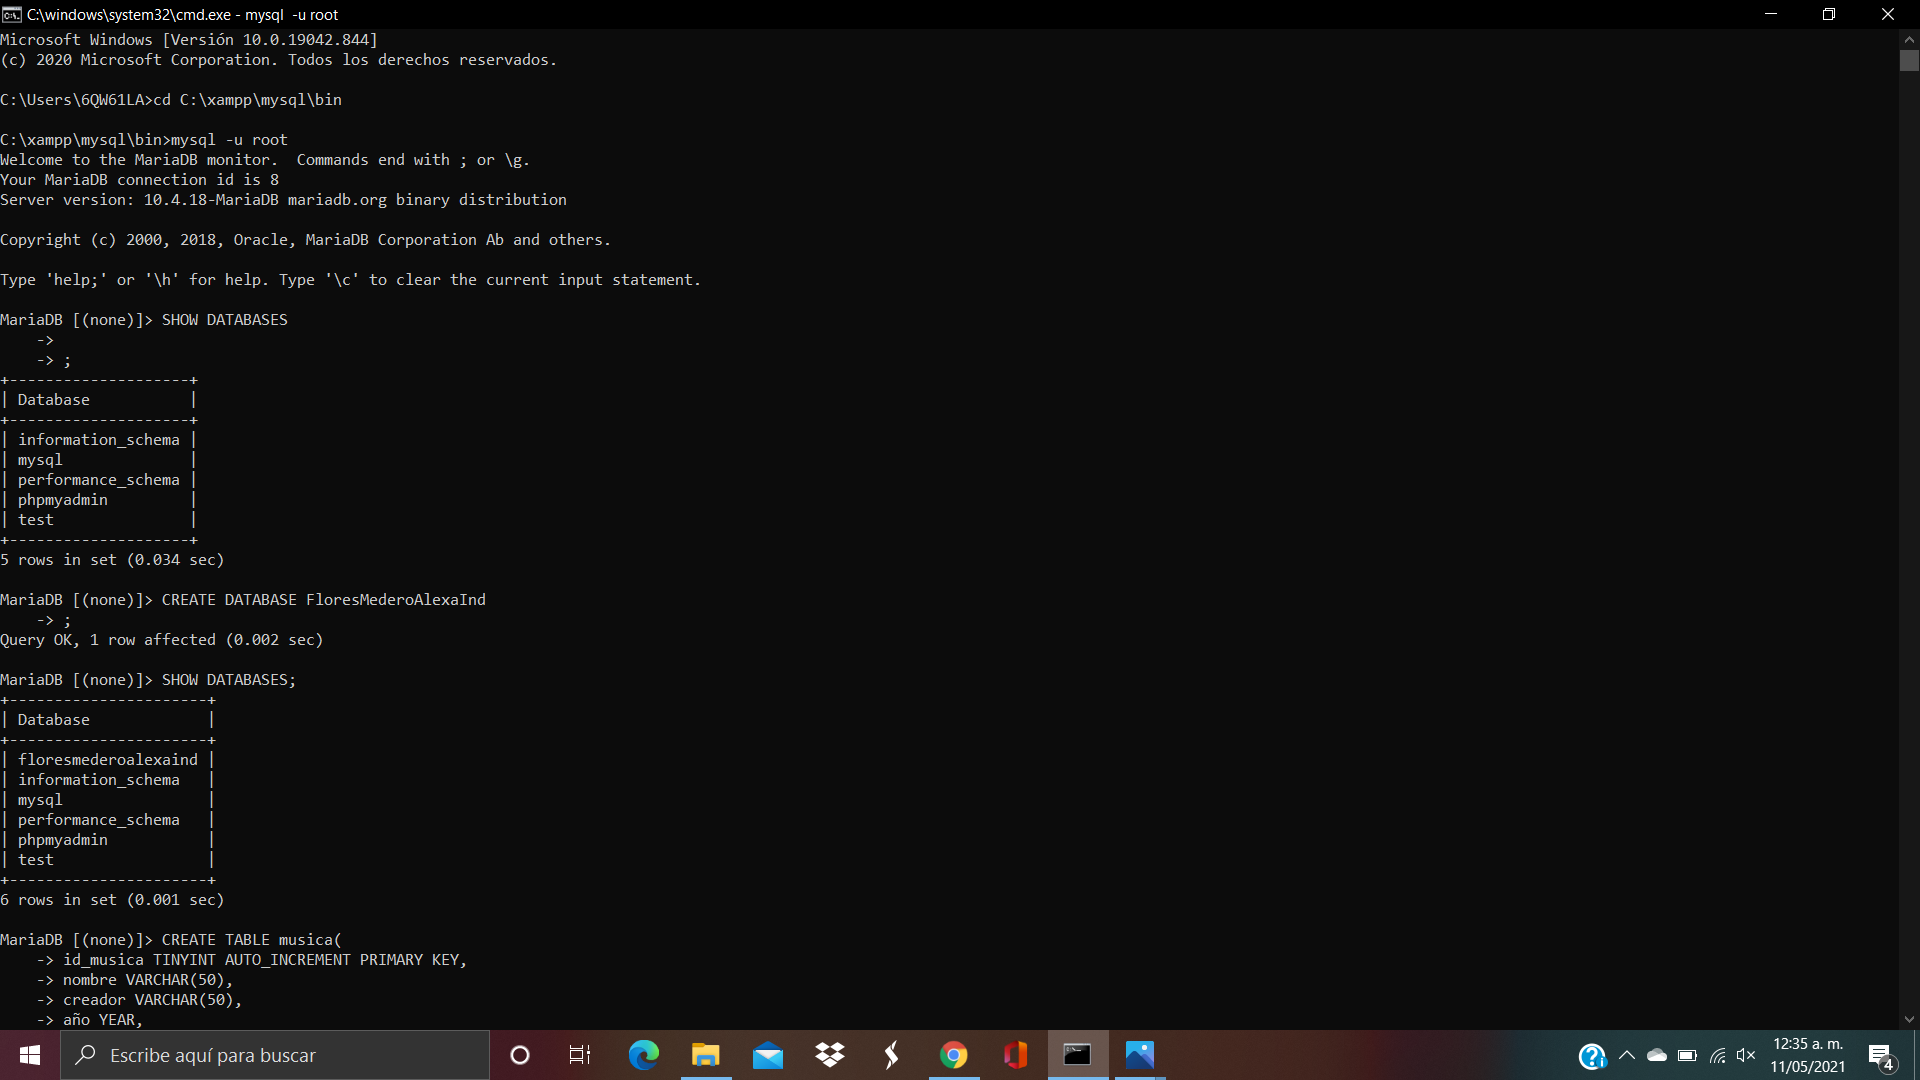 C:\windows\system32\cmd.exe - mysql  -u root
Microsoft Windows [Versión 10.0.19042.844]
(c) 2020 Microsoft Corporation. Todos los derechos reservados.
C:\Users\6QW61LA>cd C:\xampp\mysql\bin
C:\xampp\mysql\bin>mysql -u root
Welcome to the MariaDB monitor.  Commands end with ; or \g.
Your MariaDB connection id is 8
Server version: 10.4.18-MariaDB mariadb.org binary distribution
Copyright (c) 2000, 2018, Oracle, MariaDB Corporation Ab and others.
Type 'help;' or '\h' for help. Type '\c' to clear the current input statement.
MariaDB [(none)]> SHOW DATABASES
    ->
    -> ;
+--------------------+
| Database           |
+--------------------+
| information_schema |
| mysql              |
| performance_schema |
| phpmyadmin         |
| test               |
+--------------------+
5 rows in set (0.034 sec)
MariaDB [(none)]> CREATE DATABASE FloresMederoAlexaInd
    -> ;
Query OK, 1 row affected (0.002 sec)
MariaDB [(none)]> SHOW DATABASES;
+----------------------+
| Database             |
+----------------------+
| floresmederoalexaind |
| information_schema   |
| mysql                |
| performance_schema   |
| phpmyadmin           |
| test                 |
+----------------------+
6 rows in set (0.001 sec)
MariaDB [(none)]> CREATE TABLE musica(
    -> id_musica TINYINT AUTO_INCREMENT PRIMARY KEY,
    -> nombre VARCHAR(50),
    -> creador VARCHAR(50),
    -> año YEAR,
Escribe aquí para buscar
12:35 a. m.
11/05/2021
4